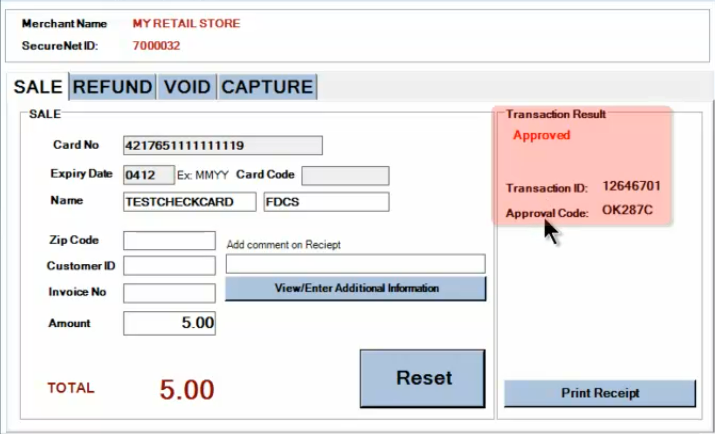 Merchant Name MY RETAIL STORE
SecureNet ID: 7000032
SALE REFUND VOID CAPTURE
SALE
Card No 4217651111111119
Expiry Date 0412 Ex: MMYY Card Code
Name TESTCHECKCARD FDCS
Zip Code
Add comment on Reciept
Customer ID
Invoice No View/Enter Additional Information
Amount 5.00
TOTAL 5.00
Reset
Transaction Result
Approved
Transaction ID: 12646701
Approval Code: OK287C
Print Receipt